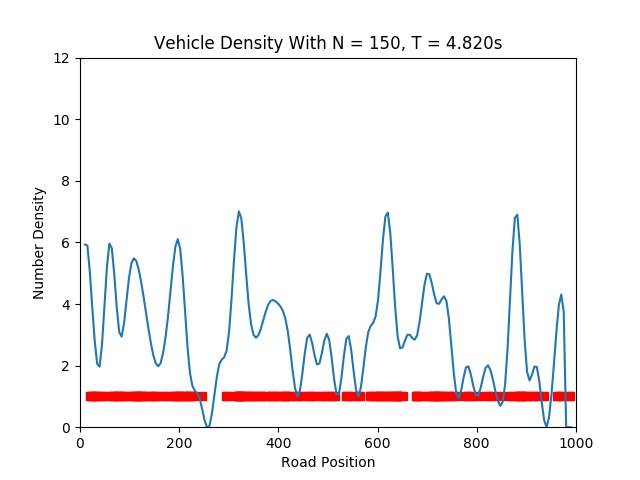 Vehicle Density With N = 150, T = 4.820s
12
10
8
6
4
2
0
Number Density
0 200 400 600 800 1000
Road Position